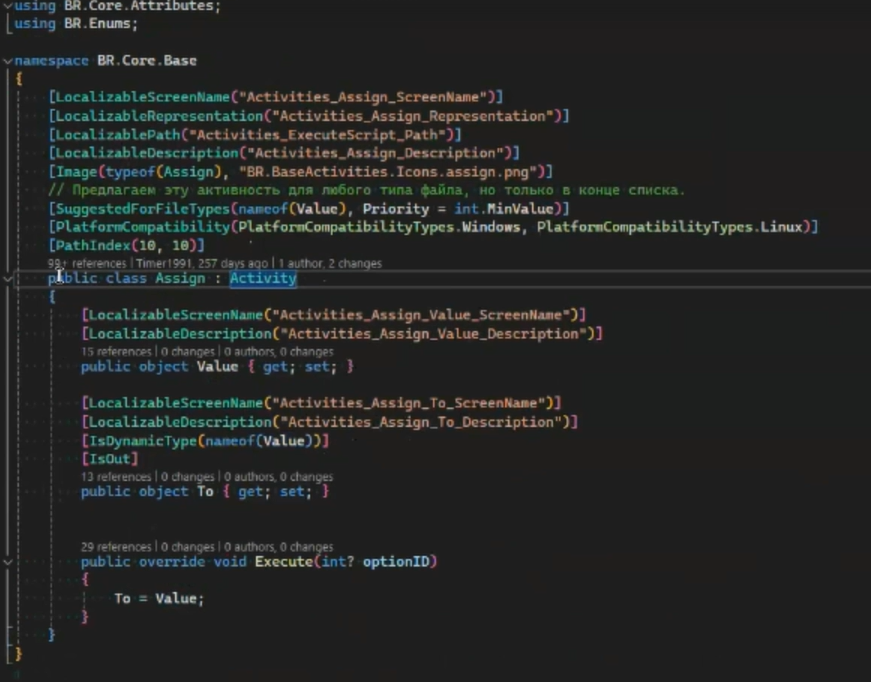 using BR.Core.Attributes;
using BR.Enums;
namespace BR.Core.Base
{
[LocalizableScreenName("Activities_Assign_ScreenName")]
[LocalizableRepresentation("Activities_Assign_Representation")]
[LocalizablePath("Activities_ExecuteScript_Path")]
[LocalizableDescription("Activities_Assign_Description")]
[Image(typeof(Assign), "BR.BaseActivities.Icons.assign.png")]
// Предлагаем эту активность для любого типа файла, но только в конце списка.
[SuggestedForFileTypes(nameof(Value), Priority = int.MinValue)]
[PlatformCompatibility(PlatformCompatibilityTypes.Windows, PlatformCompatibilityTypes.Linux)]
[PathIndex(10, 10)]
99+ references | Timer1991, 257 days ago | 1 author, 2 changes
public class Assign : Activity
{
[LocalizableScreenName("Activities_Assign_Value_ScreenName")]
[LocalizableDescription("Activities_Assign_Value_Description")]
15 references | 0 changes | 0 authors, 0 changes
public object Value { get; set; }
[LocalizableScreenName("Activities_Assign_To_ScreenName")]
[LocalizableDescription("Activities_Assign_To_Description")]
[IsDynamicType(nameof(Value))]
[IsOut]
13 references | 0 changes | 0 authors, 0 changes
public object To { get; set; }
29 references | 0 changes | 0 authors, 0 changes
public override void Execute(int? optionID)
{
To = Value;
}
}
}